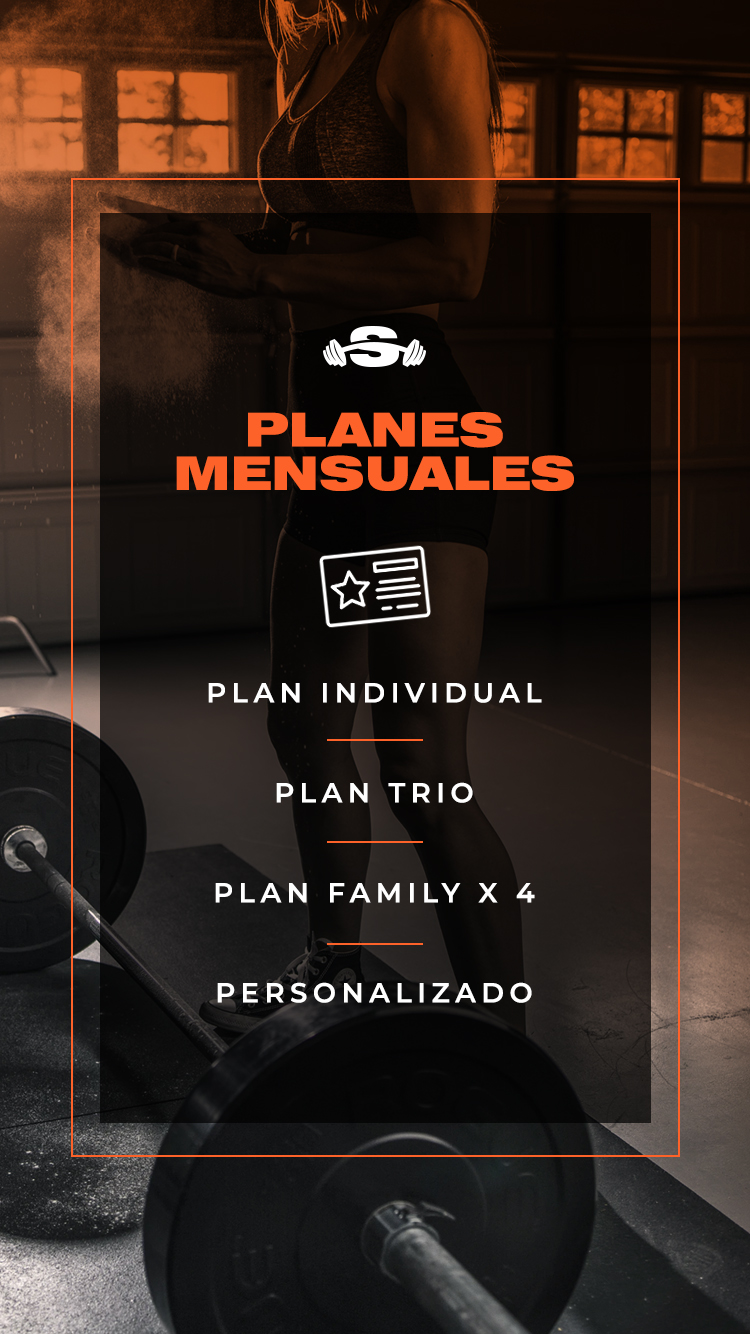 S
PLANES
MENSUALES
PLAN INDIVIDUAL
PLAN TRIO
PLAN FAMILY X 4
PERSONALIZADO